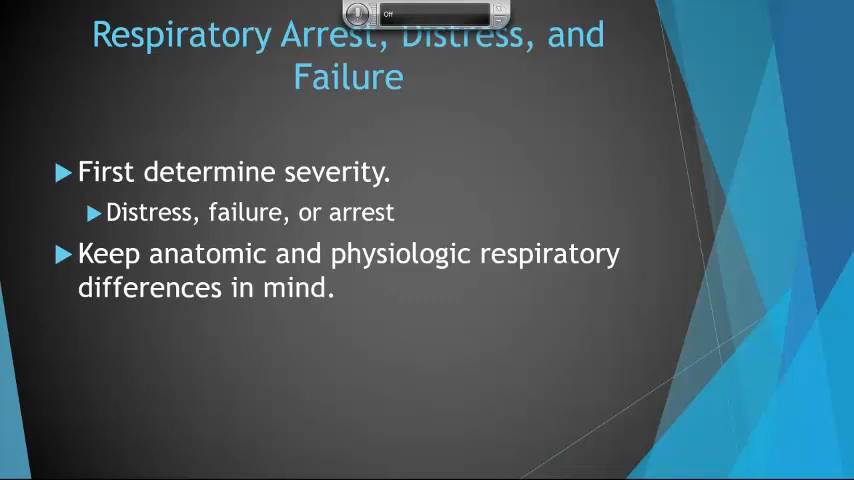 Off
Respiratory Arrest, Distress, and
Failure
First determine severity.
Distress, failure, or arrest
Keep anatomic and physiologic respiratory
differences in mind.